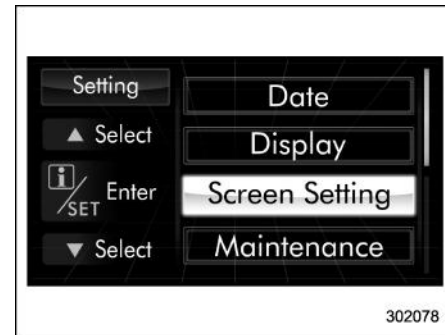 Setting
▲ Select
i/SET Enter
▼ Select
Date
Display
Screen Setting
Maintenance
302078